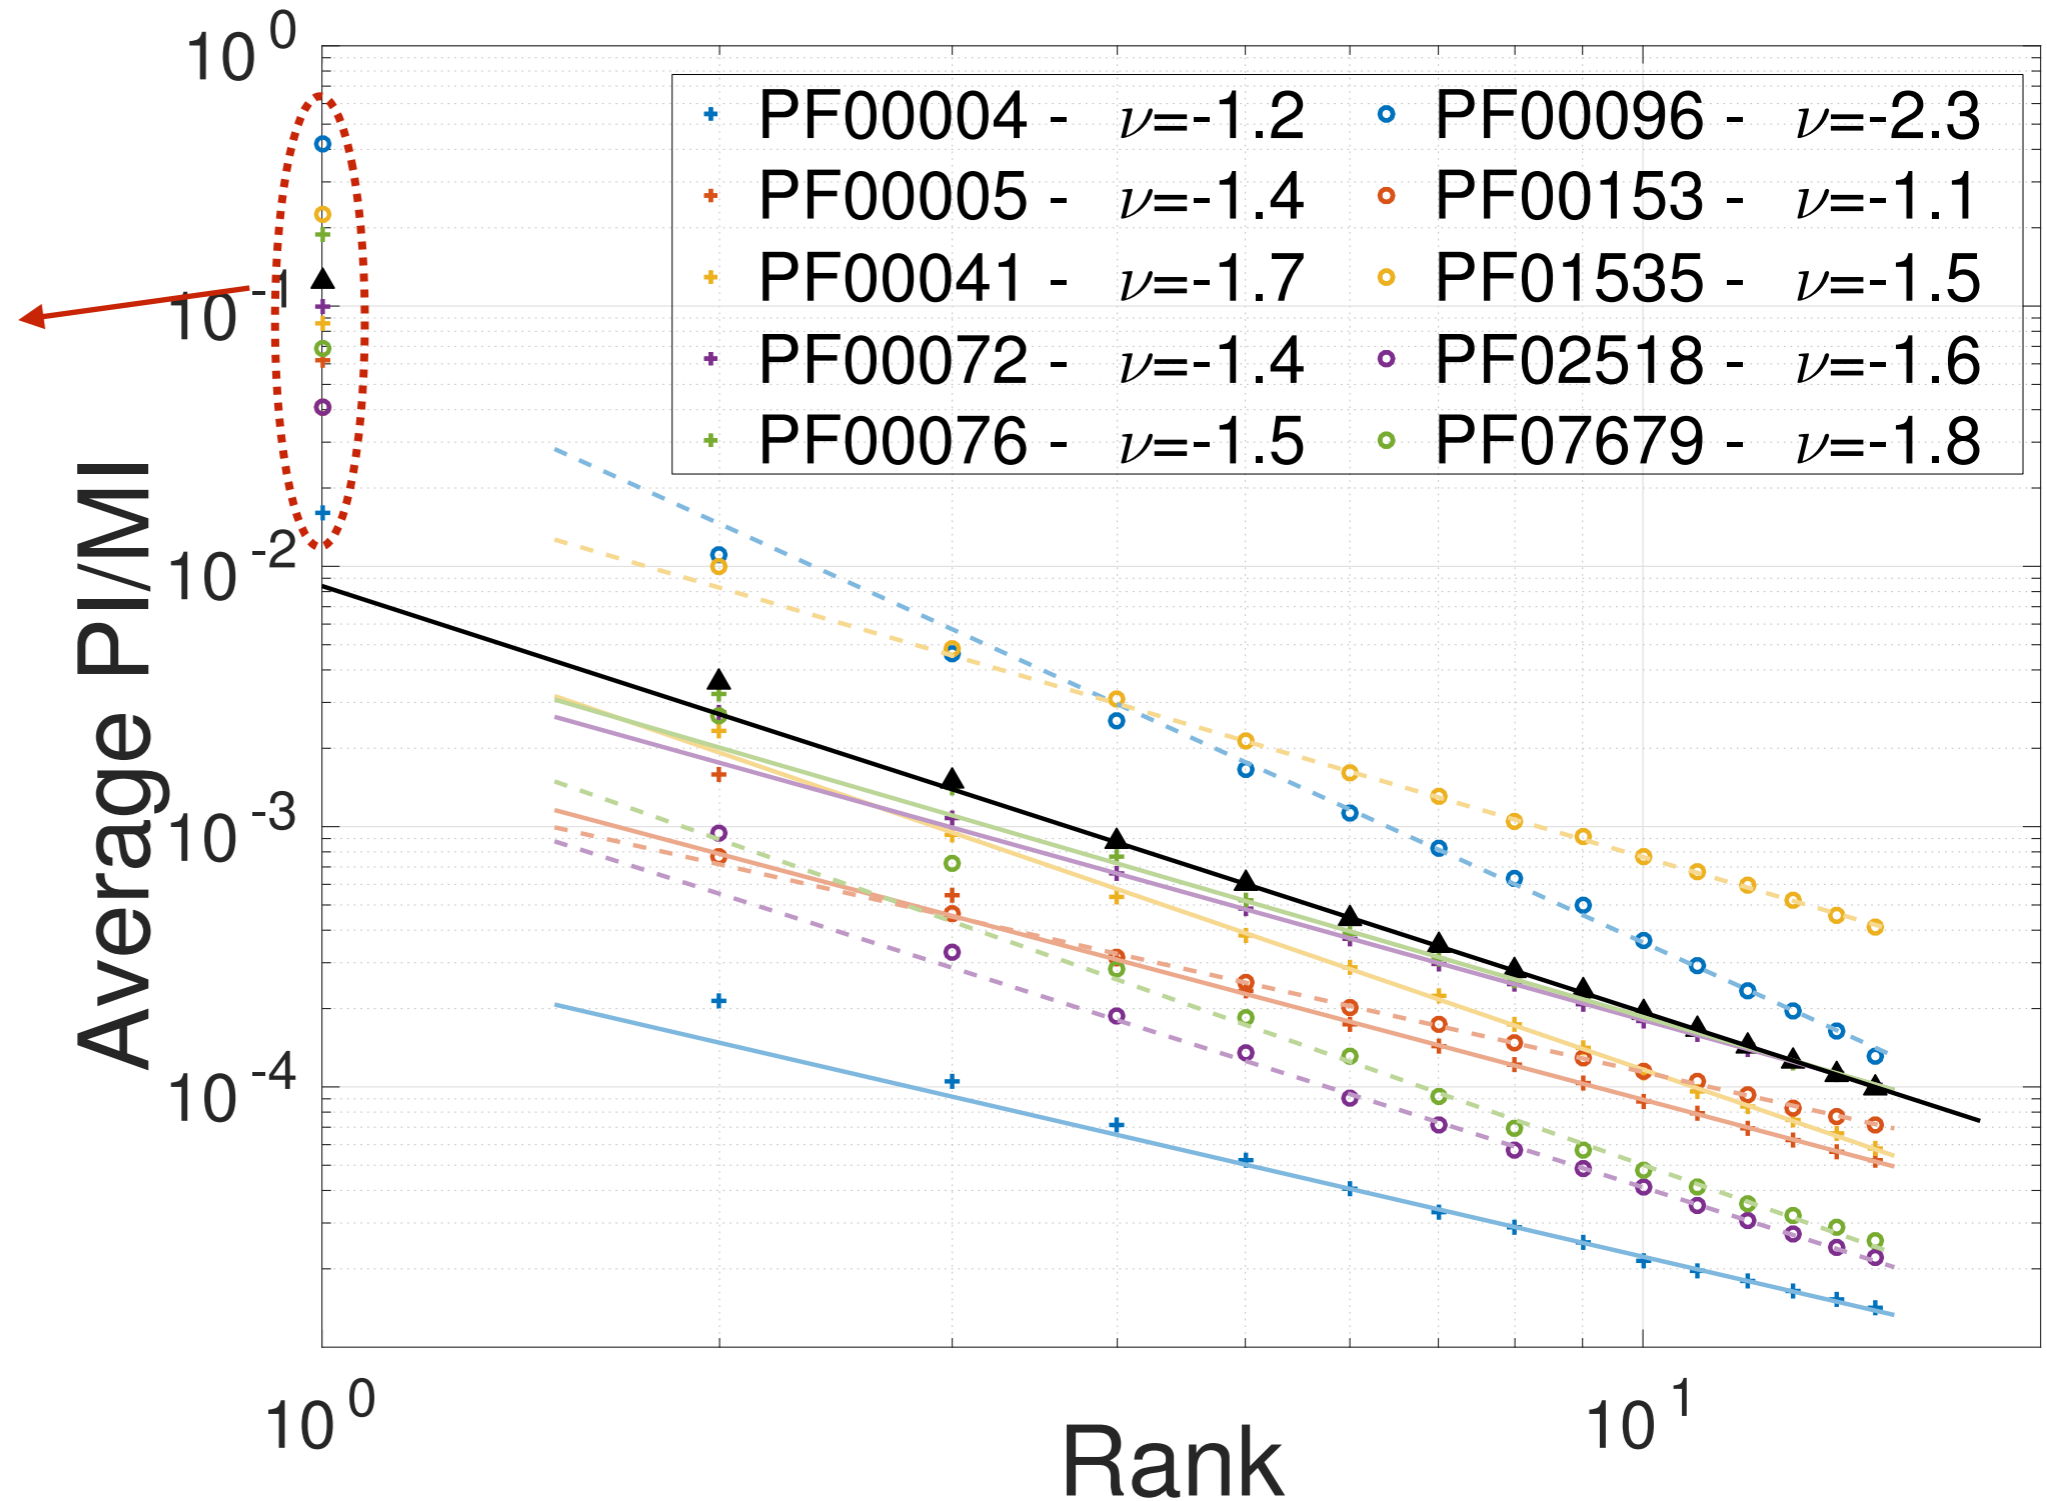 10^0
PF00004 - ν=-1.2 PF00096 - ν=-2.3
PF00005 - ν=-1.4 PF00153 - ν=-1.1
PF00041 - ν=-1.7 PF01535 - ν=-1.5
PF00072 - ν=-1.4 PF02518 - ν=-1.6
PF00076 - ν=-1.5 PF07679 - ν=-1.8
10^-1
10^-2
10^-3
10^-4
Average PI/MI
10^0
10^1
Rank